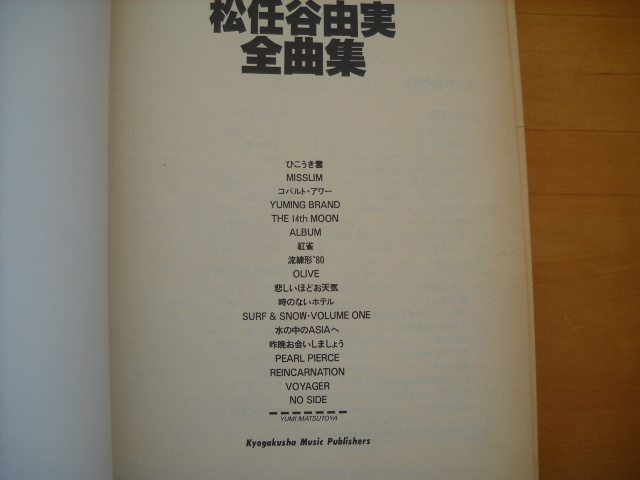 松任谷由実
全曲集
ひこうき雲
MISSLIM
コバルト・アワー
YUMING BRAND
THE 14th MOON
ALBUM
紅雀
流線形'80
OLIVE
悲しいほどお天気
時のないホテル
SURF & SNOW・VOLUME ONE
水の中のASIAへ
昨晩お会いしましょう
PEARL PIERCE
REINCARNATION
VOYAGER
NO SIDE
YUMI MATSUTOYA
Kyogakusha Music Publishers